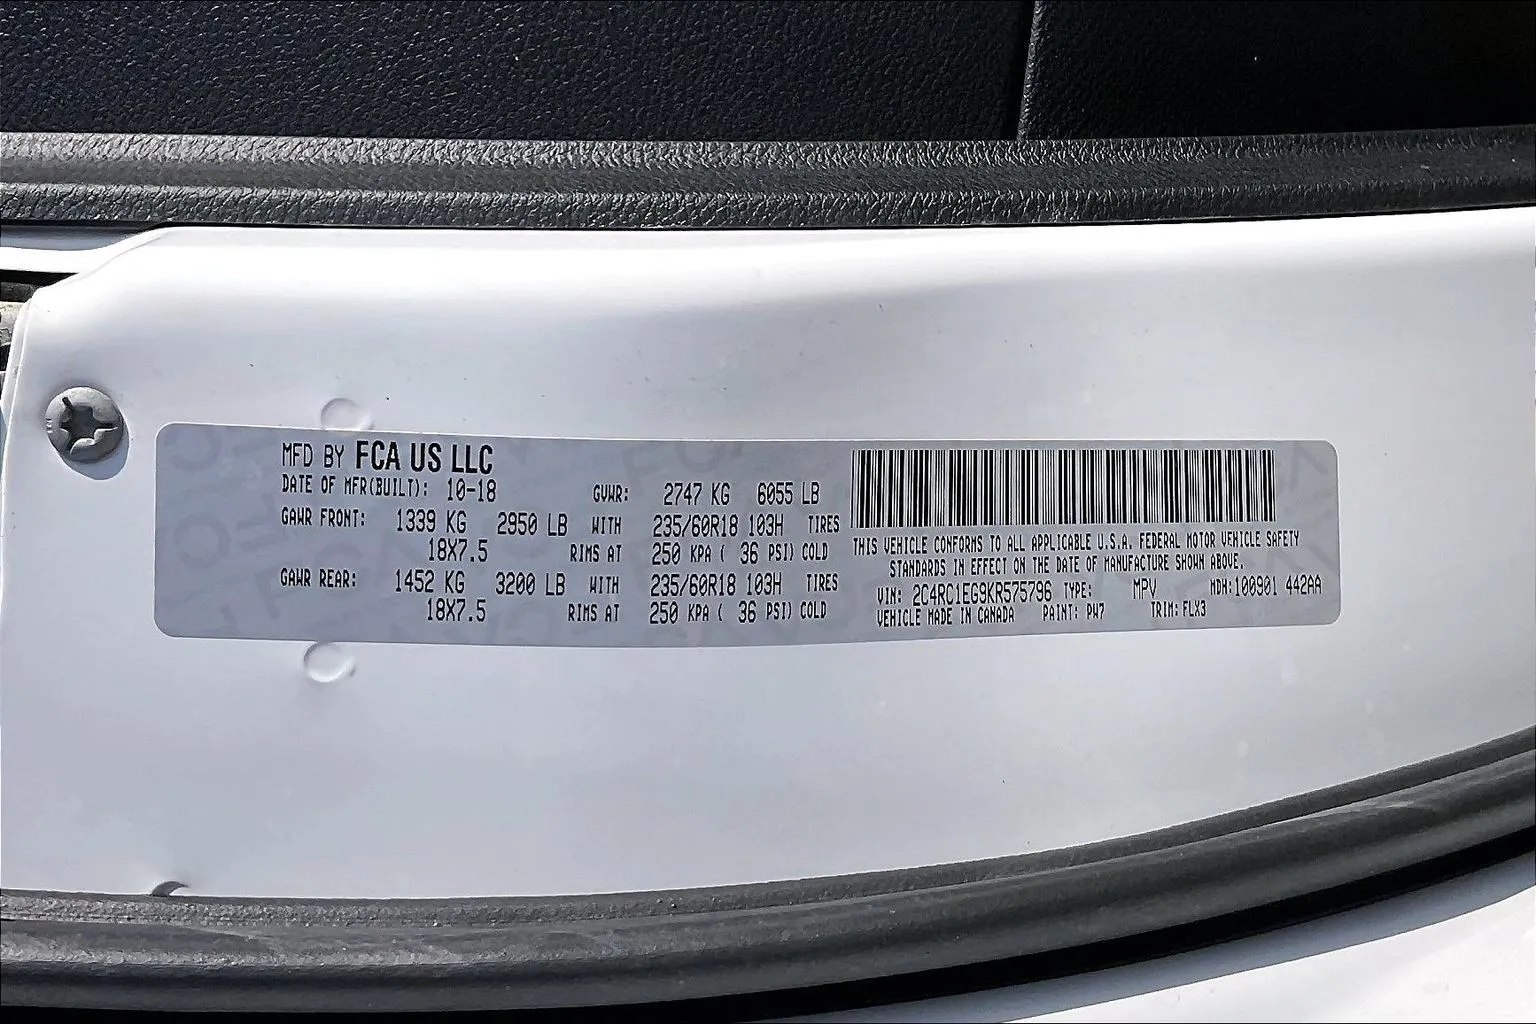 MFD BY FCA US LLC
DATE OF MFR(BUILT): 10-18 GVWR: 2747 KG 6055 LB
GAWR FRONT: 1339 KG 2950 LB WITH 235/60R18 103H TIRES
18X7.5 RIMS AT 250 KPA ( 36 PSI) COLD
GAWR REAR: 1452 KG 3200 LB WITH 235/60R18 103H TIRES
18X7.5 RIMS AT 250 KPA ( 36 PSI) COLD
THIS VEHICLE CONFORMS TO ALL APPLICABLE U.S.A. FEDERAL MOTOR VEHICLE SAFETY
STANDARDS IN EFFECT ON THE DATE OF MANUFACTURE SHOWN ABOVE.
VIN: 2C4RC1EG9KR575796 TYPE: MPV MDH:100901 442AA
VEHICLE MADE IN CANADA PAINT: PW7 TRIM: FLX3